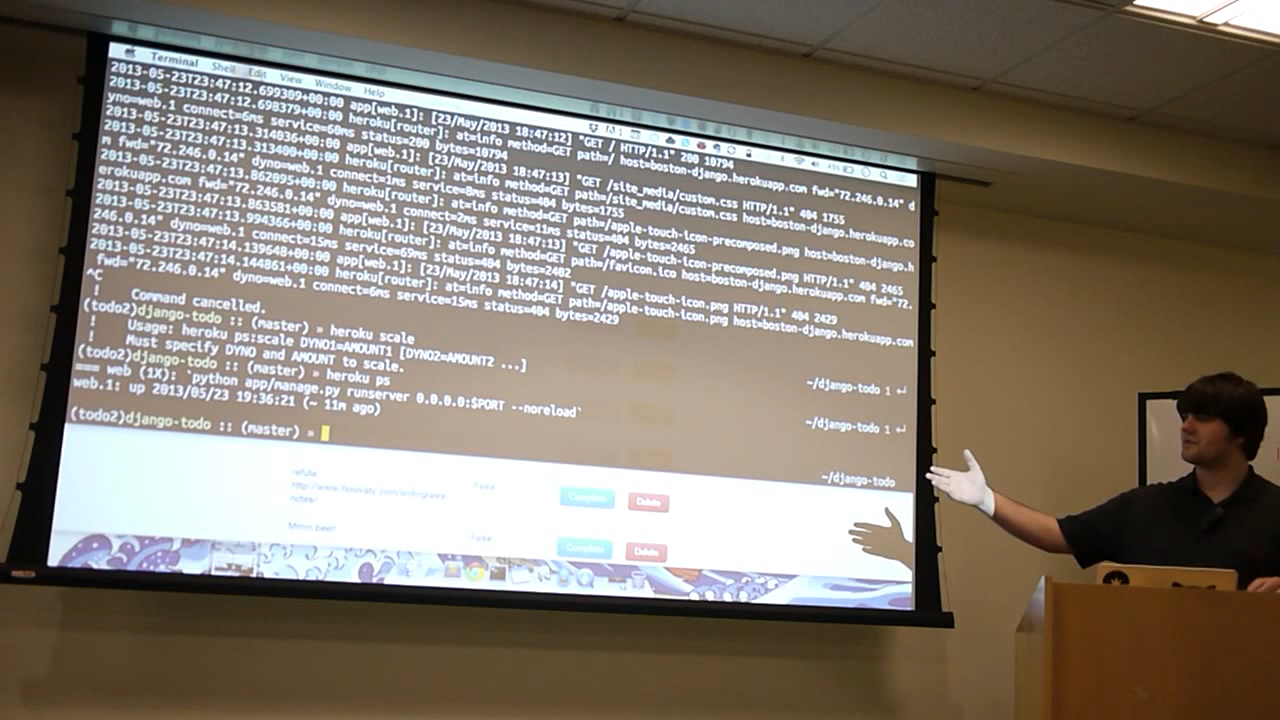 Terminal Shell Edit View Window Help
2013-05-23T23:47:12.699309+00:00 app[web.1]: [23/May/2013 18:47:12] "GET / HTTP/1.1" 200 10794
2013-05-23T23:47:12.698379+00:00 heroku[router]: at=info method=GET path=/ host=boston-django.herokuapp.com fwd="72.246.0.14" d
yno=web.1 connect=6ms service=60ms status=200 bytes=10794
2013-05-23T23:47:13.314036+00:00 app[web.1]: [23/May/2013 18:47:13] "GET /site_media/custom.css HTTP/1.1" 404 1755
2013-05-23T23:47:13.313400+00:00 heroku[router]: at=info method=GET path=/site_media/custom.css host=boston-django.herokuapp.co
m fwd="72.246.0.14" dyno=web.1 connect=1ms service=8ms status=404 bytes=1755
2013-05-23T23:47:13.862095+00:00 heroku[router]: at=info method=GET path=/apple-touch-icon-precomposed.png host=boston-django.h
erokuapp.com fwd="72.246.0.14" dyno=web.1 connect=2ms service=11ms status=404 bytes=2465
2013-05-23T23:47:13.863581+00:00 app[web.1]: [23/May/2013 18:47:13] "GET /apple-touch-icon-precomposed.png HTTP/1.1" 404 2465
2013-05-23T23:47:13.994366+00:00 heroku[router]: at=info method=GET path=/favicon.ico host=boston-django.herokuapp.com fwd="72.
246.0.14" dyno=web.1 connect=15ms service=69ms status=404 bytes=2402
2013-05-23T23:47:14.139648+00:00 app[web.1]: [23/May/2013 18:47:14] "GET /apple-touch-icon.png HTTP/1.1" 404 2429
2013-05-23T23:47:14.144861+00:00 heroku[router]: at=info method=GET path=/apple-touch-icon.png host=boston-django.herokuapp.com
fwd="72.246.0.14" dyno=web.1 connect=6ms service=15ms status=404 bytes=2429
^C
! Command cancelled.
(todo2)django-todo :: (master) » heroku scale
! Usage: heroku ps:scale DYNO1=AMOUNT1 [DYNO2=AMOUNT2 ...]
! Must specify DYNO and AMOUNT to scale.
(todo2)django-todo :: (master) » heroku ps ~/django-todo 1 ↵
=== web (1X): `python app/manage.py runserver 0.0.0.0:$PORT --noreload`
web.1: up 2013/05/23 19:36:21 (~ 11m ago)
~/django-todo 1 ↵
(todo2)django-todo :: (master) » ~/django-todo
refute
notes/
False
Complete Delete
Mmm beer
False
Complete Delete